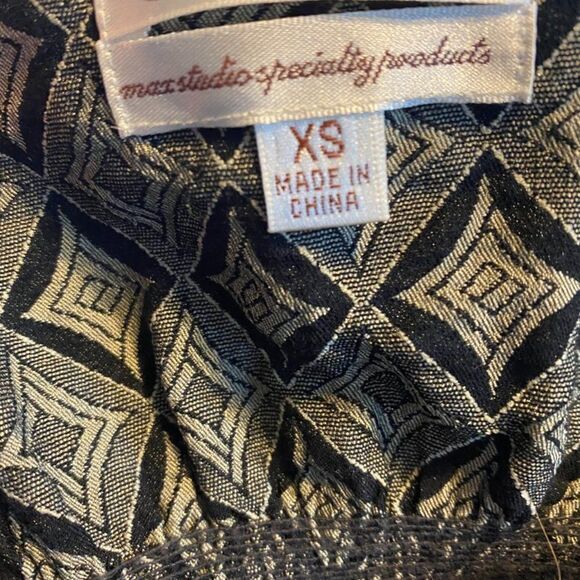 max studio specialty products
XS
MADE IN
CHINA